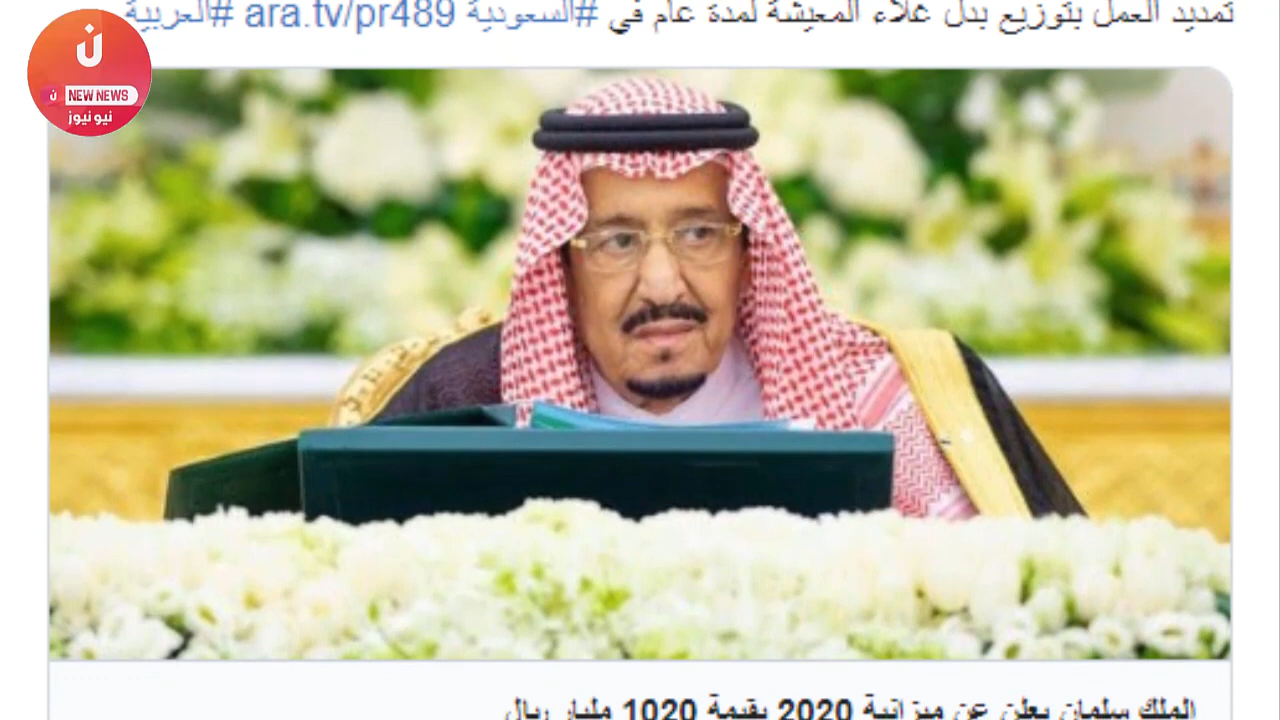 تمديد العمل بتوزيع بدل غلاء المعيشة لمدة عام في #السعودية ara.tv/pr489 #العربية
ن
ن NEW NEWS
نيو نيوز
الملك سلمان يعلن عن ميزانية 2020 بقيمة 1020 مليار ريال